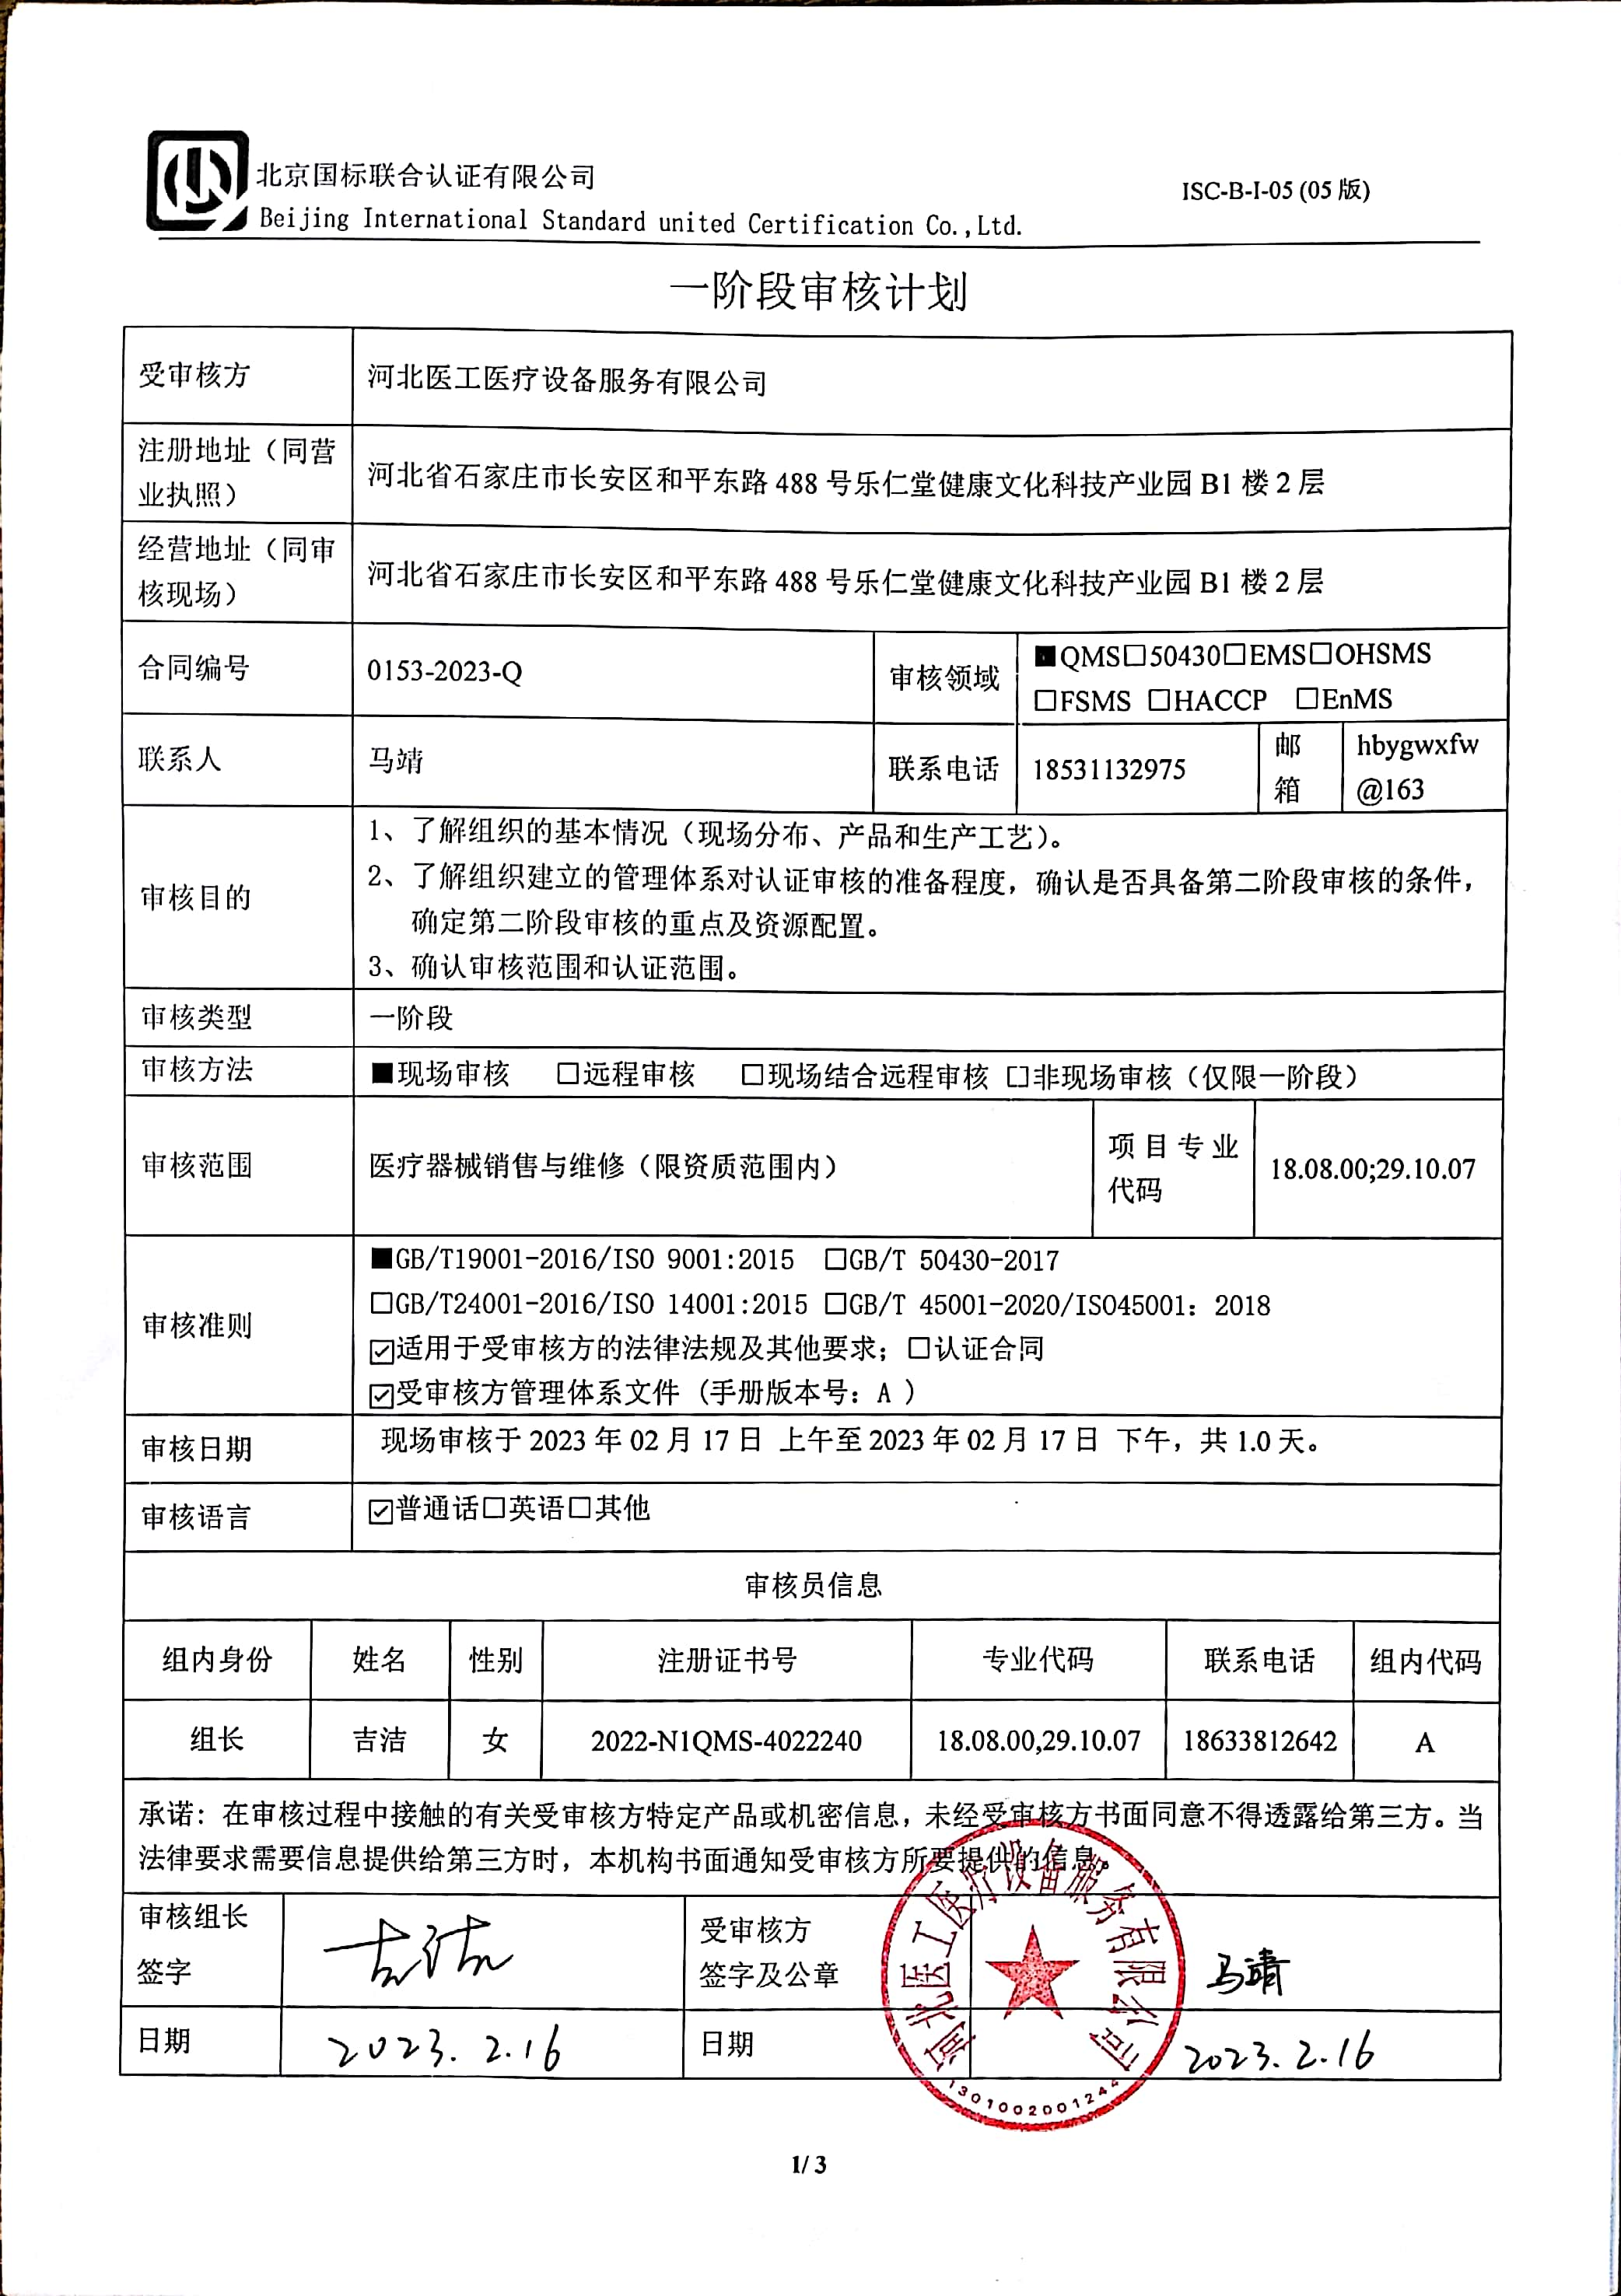 北京国标联合认证有限公司
ISC-B-I-05 (05 版)
Beijing International Standard united Certification Co.,Ltd.
一阶段审核计划
受审核方 河北医工医疗设备服务有限公司
注册地址（同营
业执照）
河北省石家庄市长安区和平东路 488 号乐仁堂健康文化科技产业园 B1 楼 2 层
经营地址（同审
核现场）
河北省石家庄市长安区和平东路 488 号乐仁堂健康文化科技产业园 B1 楼 2 层
合同编号 0153-2023-Q 审核领域
■QMS□50430□EMS□OHSMS
□FSMS □HACCP □EnMS
联系人 马靖 联系电话 18531132975
邮
箱
hbygwxfw
@163
审核目的
1、了解组织的基本情况（现场分布、产品和生产工艺）。
2、了解组织建立的管理体系对认证审核的准备程度，确认是否具备第二阶段审核的条件，
确定第二阶段审核的重点及资源配置。
3、确认审核范围和认证范围。
审核类型 一阶段
审核方法 ■现场审核 □远程审核 □现场结合远程审核 □非现场审核（仅限一阶段）
审核范围 医疗器械销售与维修（限资质范围内）
项目专业
代码
18.08.00;29.10.07
审核准则
■GB/T19001-2016/ISO 9001:2015 □GB/T 50430-2017
□GB/T24001-2016/ISO 14001:2015 □GB/T 45001-2020/ISO45001：2018
☑适用于受审核方的法律法规及其他要求；□认证合同
☑受审核方管理体系文件（手册版本号：A ）
审核日期 现场审核于 2023 年 02 月 17 日 上午至 2023 年 02 月 17 日 下午，共 1.0 天。
审核语言 ☑普通话□英语□其他
审核员信息
组内身份 姓名 性别 注册证书号 专业代码 联系电话 组内代码
组长 吉洁 女 2022-N1QMS-4022240 18.08.00,29.10.07 18633812642 A
承诺：在审核过程中接触的有关受审核方特定产品或机密信息，未经受审核方书面同意不得透露给第三方。当
法律要求需要信息提供给第三方时，本机构书面通知受审核方所要提供的信息。
审核组长
签字
吉洁
受审核方
签字及公章
马靖
河北医工医疗设备服务有限公司
1301002001244
日期 2023.2.16 日期 2023.2.16
1/ 3